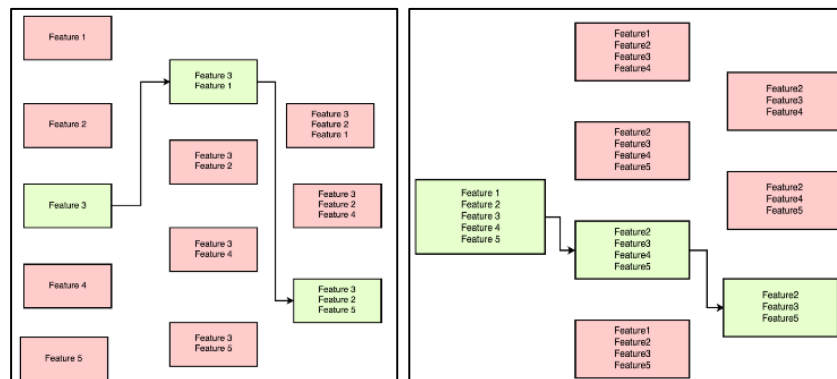 Feature 1
Feature 2
Feature 3
Feature 4
Feature 5
Feature 3
Feature 1
Feature 3
Feature 2
Feature 3
Feature 4
Feature 3
Feature 5
Feature 3
Feature 2
Feature 1
Feature 3
Feature 2
Feature 4
Feature 3
Feature 2
Feature 5
Feature 1
Feature 2
Feature 3
Feature 4
Feature 5
Feature1
Feature2
Feature3
Feature4
Feature2
Feature3
Feature4
Feature5
Feature2
Feature3
Feature4
Feature5
Feature1
Feature2
Feature3
Feature5
Feature2
Feature3
Feature4
Feature2
Feature4
Feature5
Feature2
Feature3
Feature5